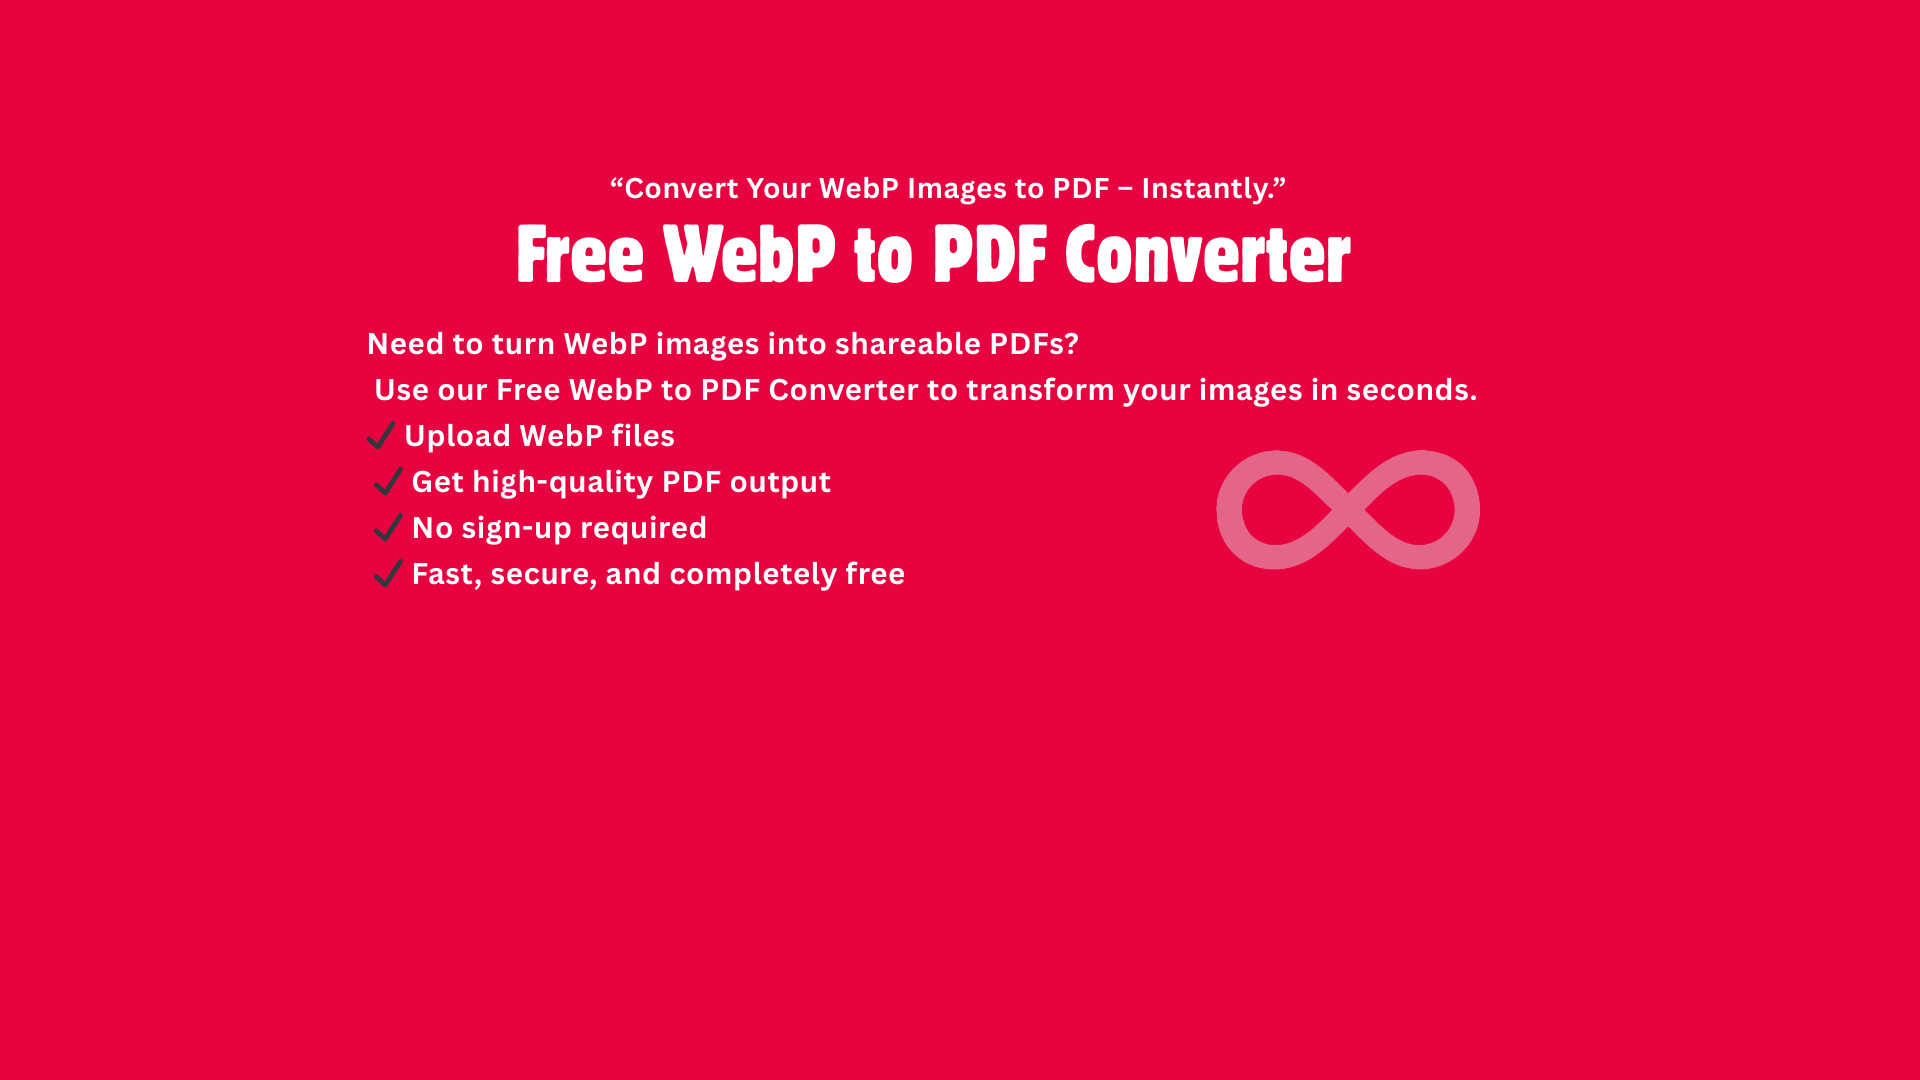 “Convert Your WebP Images to PDF – Instantly.”
Free WebP to PDF Converter
Need to turn WebP images into shareable PDFs?
Use our Free WebP to PDF Converter to transform your images in seconds.
✔ Upload WebP files
✔ Get high-quality PDF output
✔ No sign-up required
✔ Fast, secure, and completely free